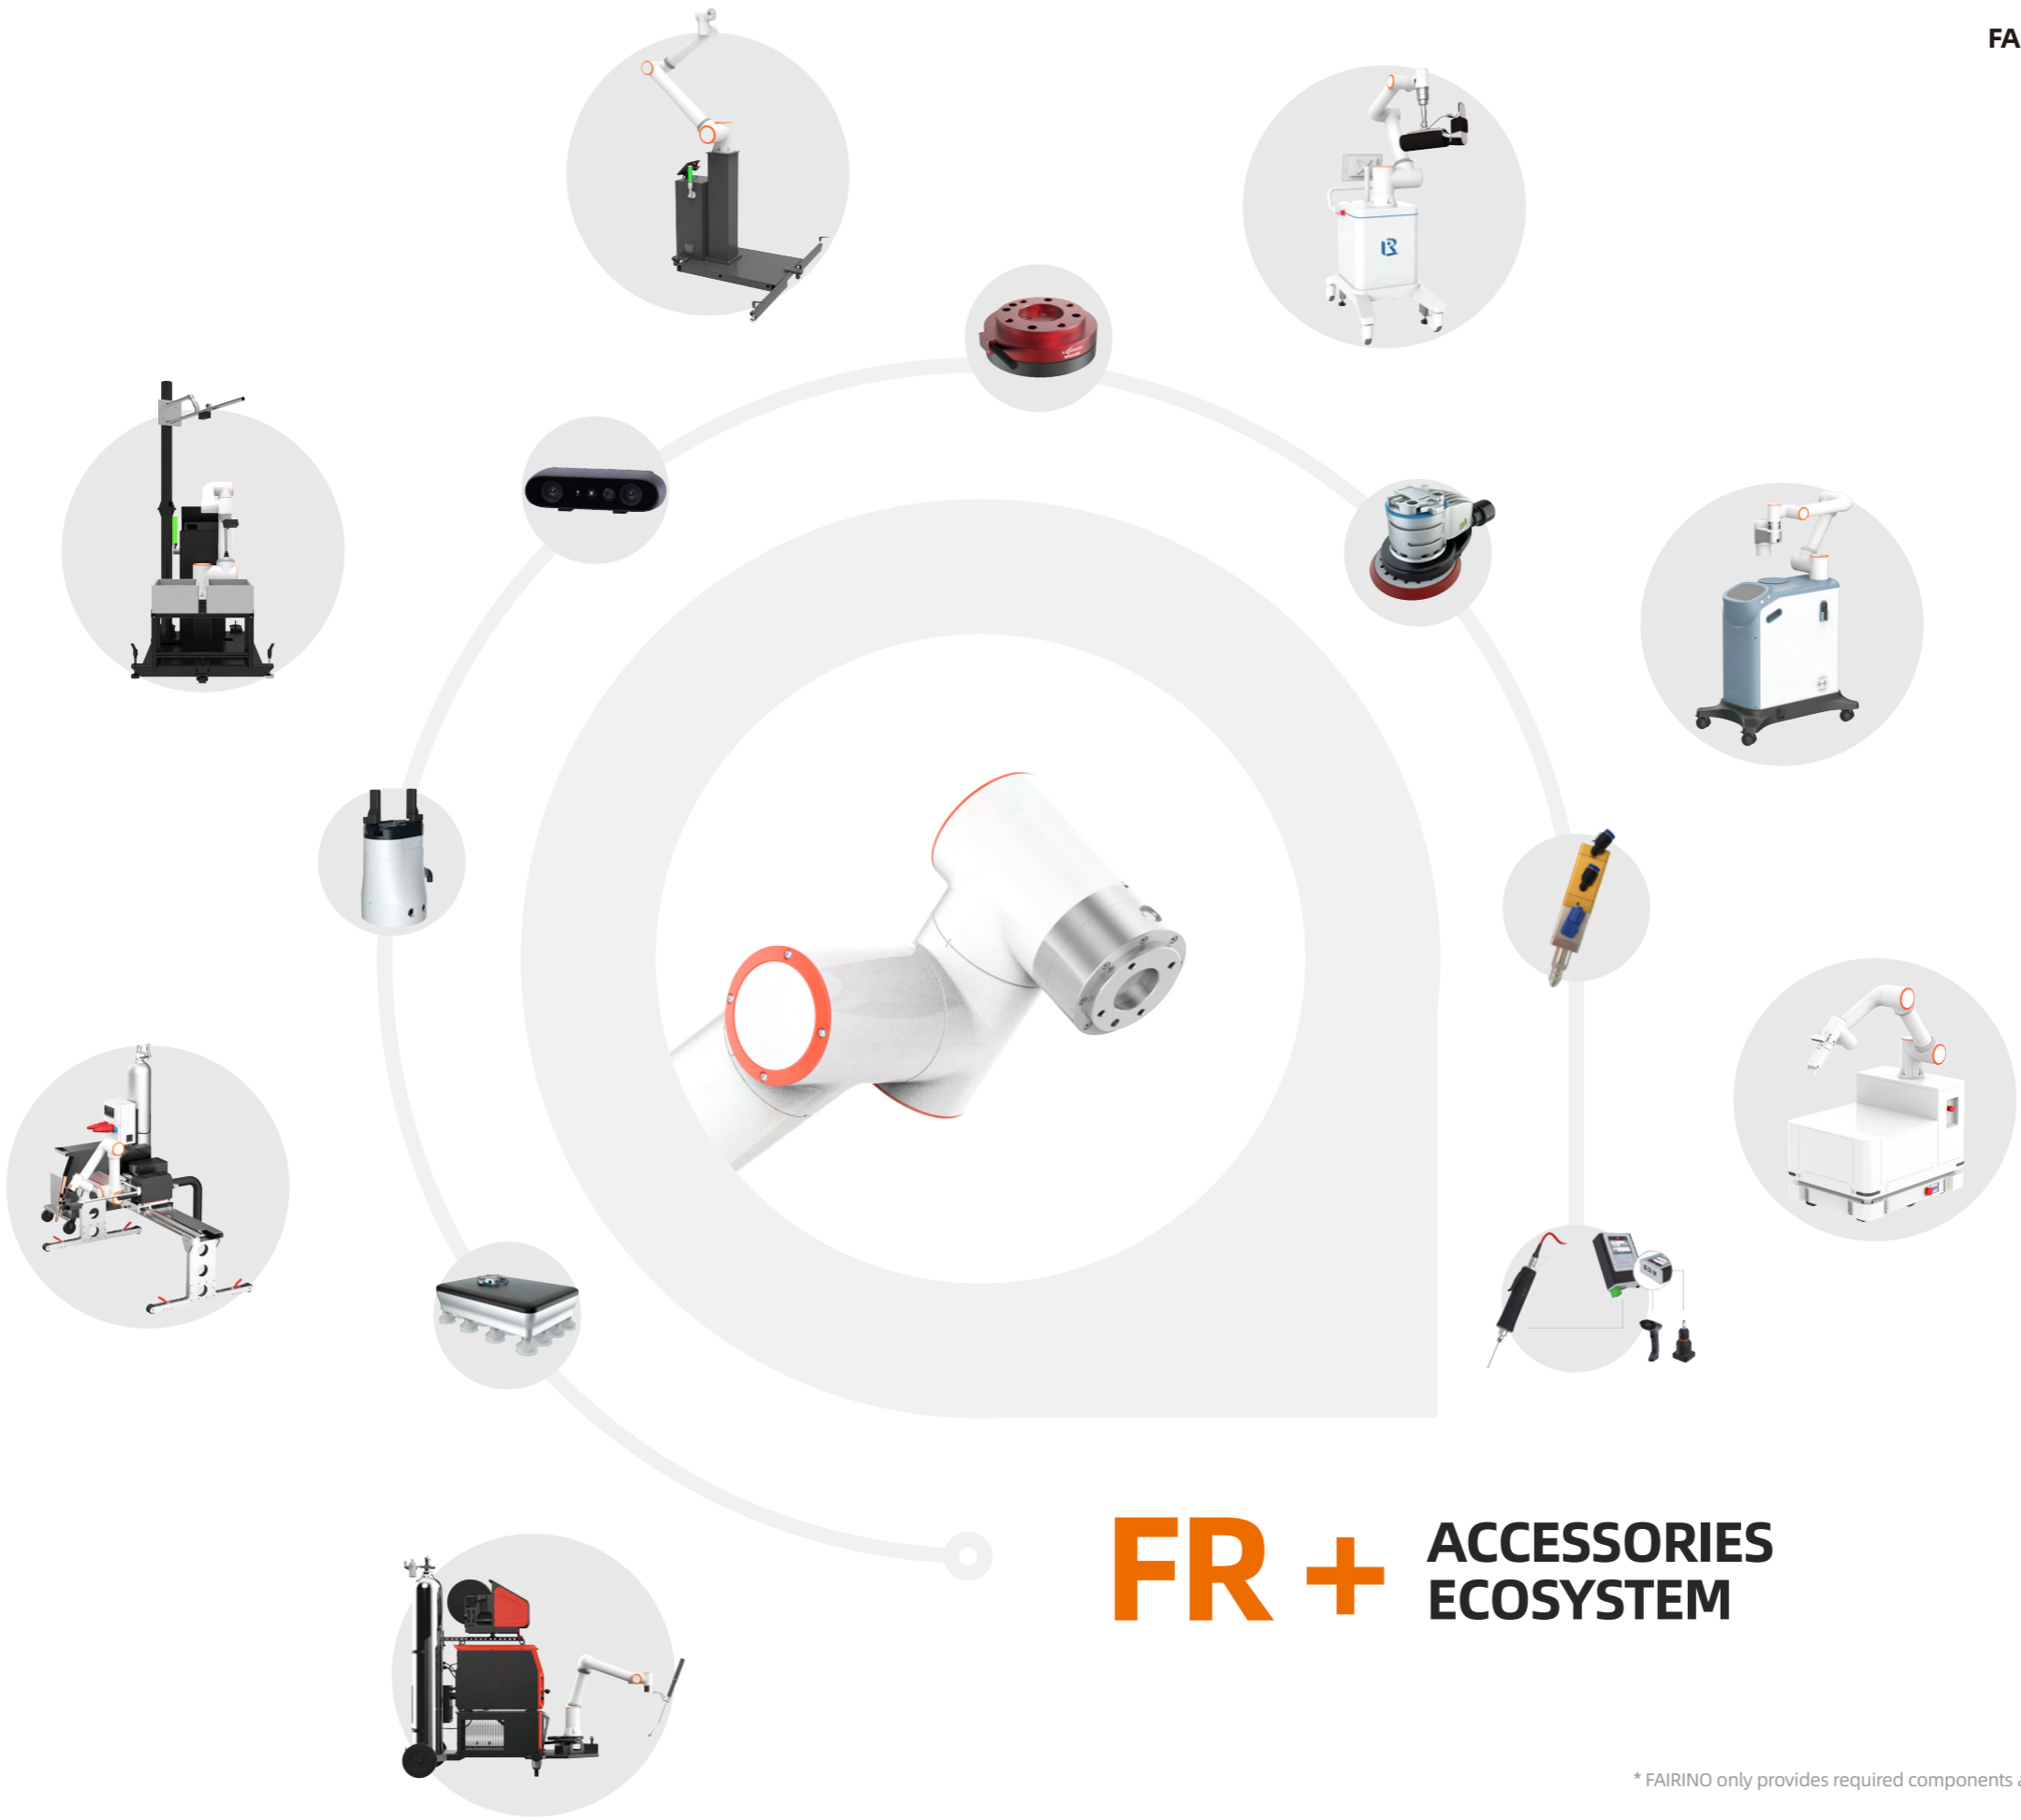 FA
FR + ACCESSORIES
ECOSYSTEM
* FAIRINO only provides required components a